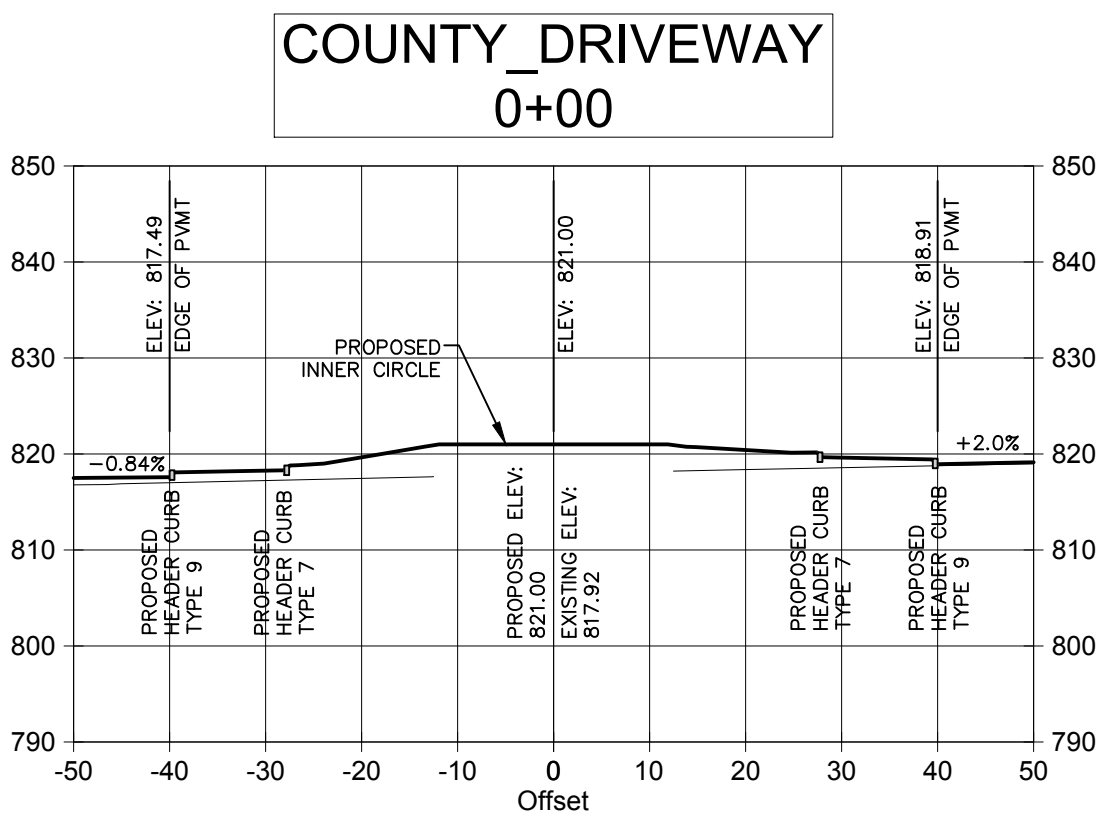 COUNTY_DRIVEWAY
0+00
850
850
840
840
830
830
820
820
810
810
800
800
790
790
ELEV: 817.49
EDGE OF PVMT
ELEV: 821.00
ELEV: 818.91
EDGE OF PVMT
PROPOSED
INNER CIRCLE
-0.84%
+2.0%
PROPOSED
HEADER CURB
TYPE 9
PROPOSED
HEADER CURB
TYPE 7
PROPOSED ELEV:
821.00
EXISTING ELEV:
817.92
PROPOSED
HEADER CURB
TYPE 7
PROPOSED
HEADER CURB
TYPE 9
-50
-40
-30
-20
-10
0
10
20
30
40
50
Offset